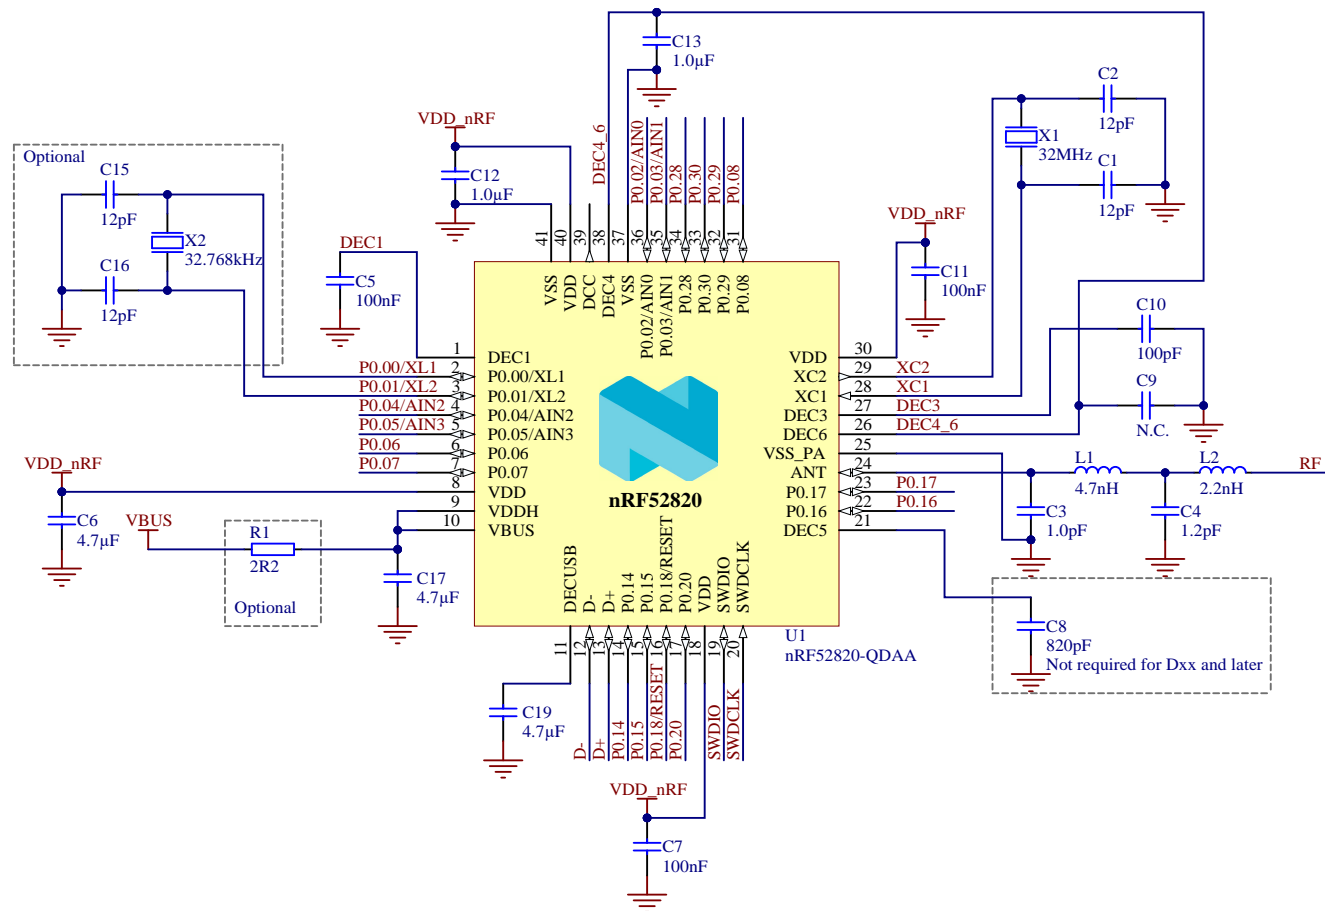 C13
1.0µF
C2
12pF
X1
32MHz
C1
12pF
VDD_nRF
C12
1.0µF
DEC4_6
P0.02/AIN0
P0.03/AIN1
P0.28
P0.30
P0.29
P0.08
Optional
C15
12pF
X2
32.768kHz
C16
12pF
DEC1
C5
100nF
VDD_nRF
C11
100nF
41
40
39
38
37
36
35
34
33
32
31
VSS
VDD
DCC
DEC4
VSS
P0.02/AIN0
P0.03/AIN1
P0.28
P0.30
P0.29
P0.08
C10
100pF
C9
N.C.
1 DEC1
P0.00/XL1 2 P0.00/XL1
P0.01/XL2 3 P0.01/XL2
P0.04/AIN2 4 P0.04/AIN2
P0.05/AIN3 5 P0.05/AIN3
P0.06 6 P0.06
P0.07 7 P0.07
8 VDD
9 VDDH
10 VBUS
VDD 30
XC2 29 XC2
XC1 28 XC1
DEC3 27 DEC3
DEC6 26 DEC4_6
VSS_PA 25
ANT 24
P0.17 23 P0.17
P0.16 22 P0.16
DEC5 21
nRF52820
VDD_nRF
C6
4.7µF
VBUS
R1
2R2
Optional
C17
4.7µF
L1
4.7nH
L2
2.2nH
RF
C3
1.0pF
C4
1.2pF
C8
820pF
Not required for Dxx and later
DECUSB
D-
D+
P0.14
P0.15
P0.18/RESET
P0.20
VDD
SWDIO
SWDCLK
U1
nRF52820-QDAA
11
12
13
14
15
16
17
18
19
20
C19
4.7µF
D-
D+
P0.14
P0.15
P0.18/RESET
P0.20
SWDIO
SWDCLK
VDD_nRF
C7
100nF